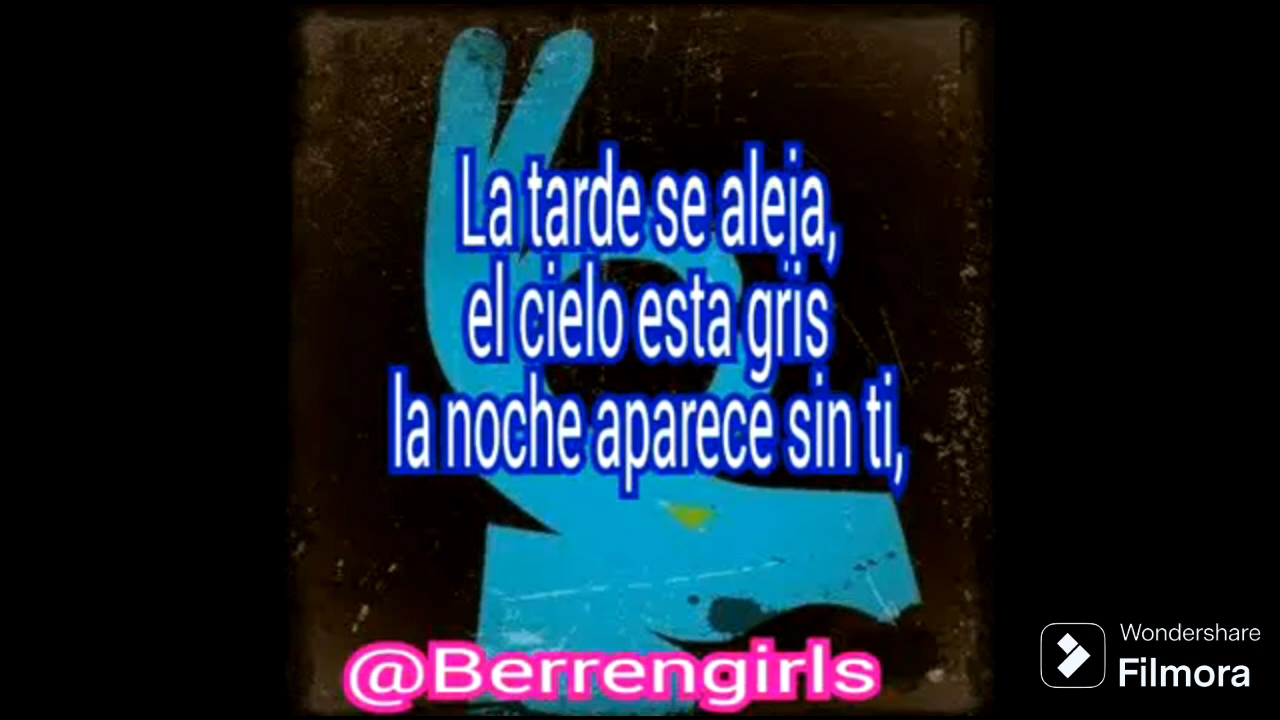 La tarde se aleja,
el cielo esta gris
la noche aparece sin ti,
@Berrengirls
Wondershare
Filmora